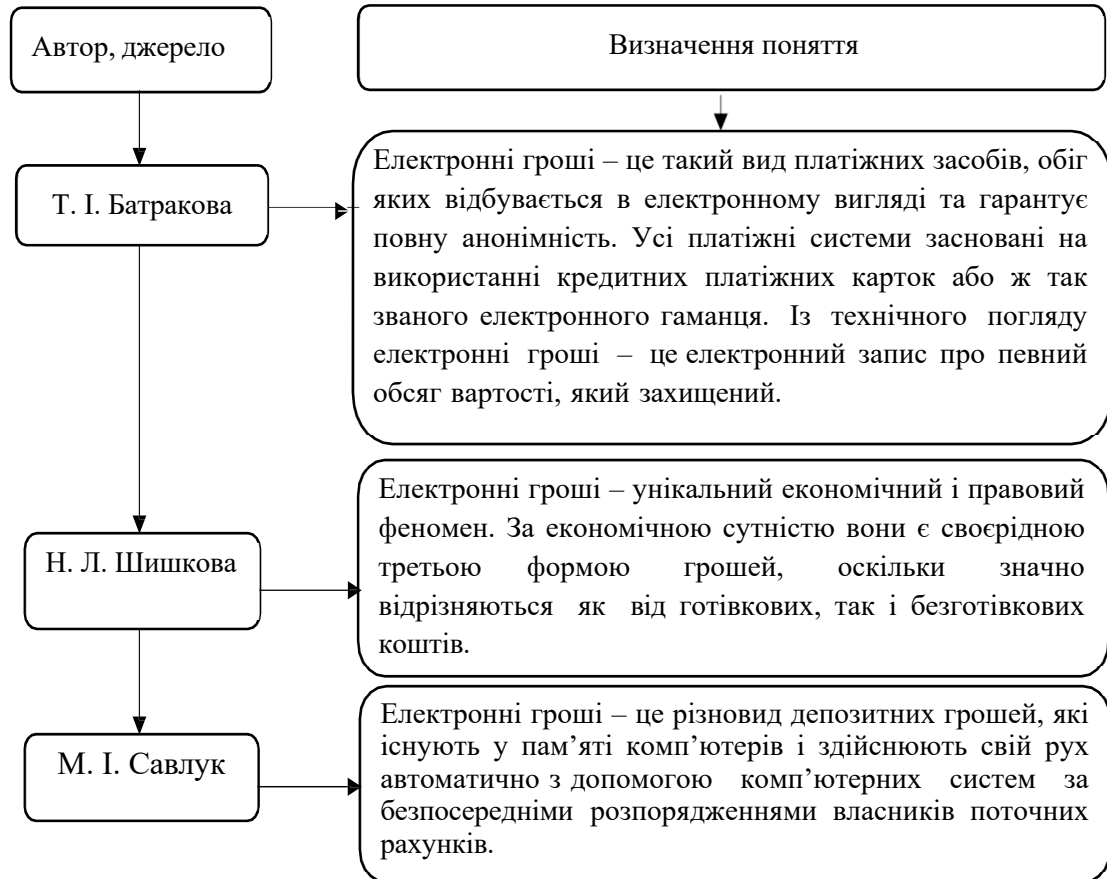 Автор, джерело
Визначення поняття
Т. І. Батракова
Електронні гроші – це такий вид платіжних засобів, обіг
яких відбувається в електронному вигляді та гарантує
повну анонімність. Усі платіжні системи засновані на
використанні кредитних платіжних карток або ж так
званого електронного гаманця. Із технічного погляду
електронні гроші – це електронний запис про певний
обсяг вартості, який захищений.
Н. Л. Шишкова
Електронні гроші – унікальний економічний і правовий
феномен. За економічною сутністю вони є своєрідною
третьою формою грошей, оскільки значно
відрізняються як від готівкових, так і безготівкових
коштів.
М. І. Савлук
Електронні гроші – це різновид депозитних грошей, які
існують у пам’яті комп’ютерів і здійснюють свій рух
автоматично з допомогою комп’ютерних систем за
безпосередніми розпорядженнями власників поточних
рахунків.